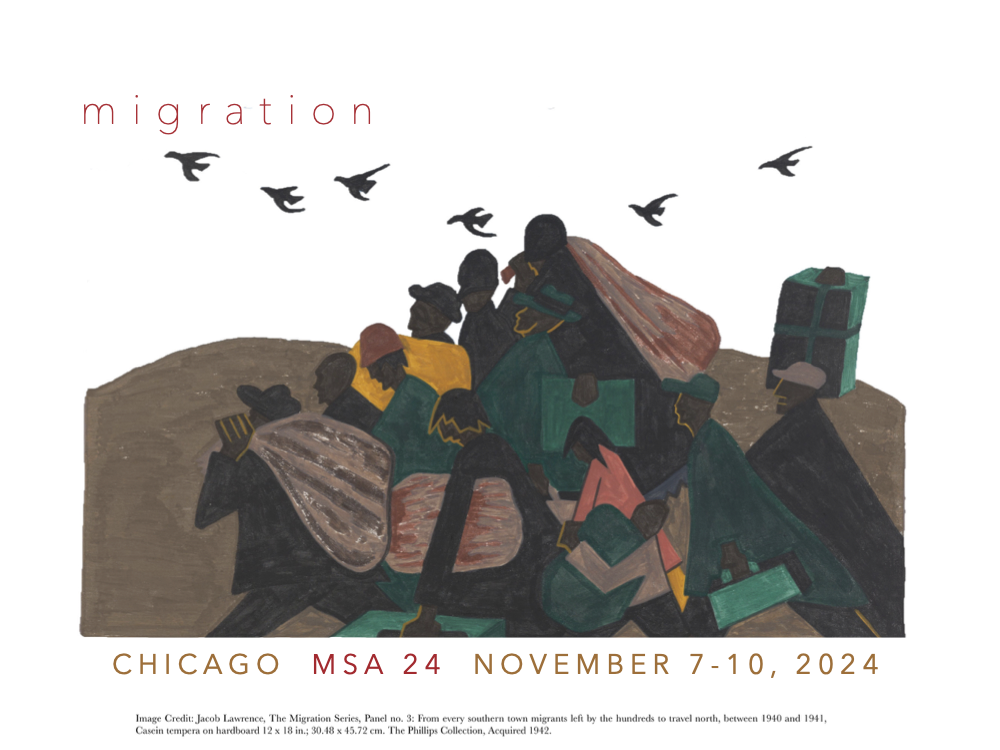 migration
CHICAGO MSA 24 NOVEMBER 7-10, 2024
Image Credit: Jacob Lawrence, The Migration Series, Panel no. 3: From every southern town migrants left by the hundreds to travel north, between 1940 and 1941,
Casein tempera on hardboard 12 x 18 in.; 30.48 x 45.72 cm. The Phillips Collection, Acquired 1942.